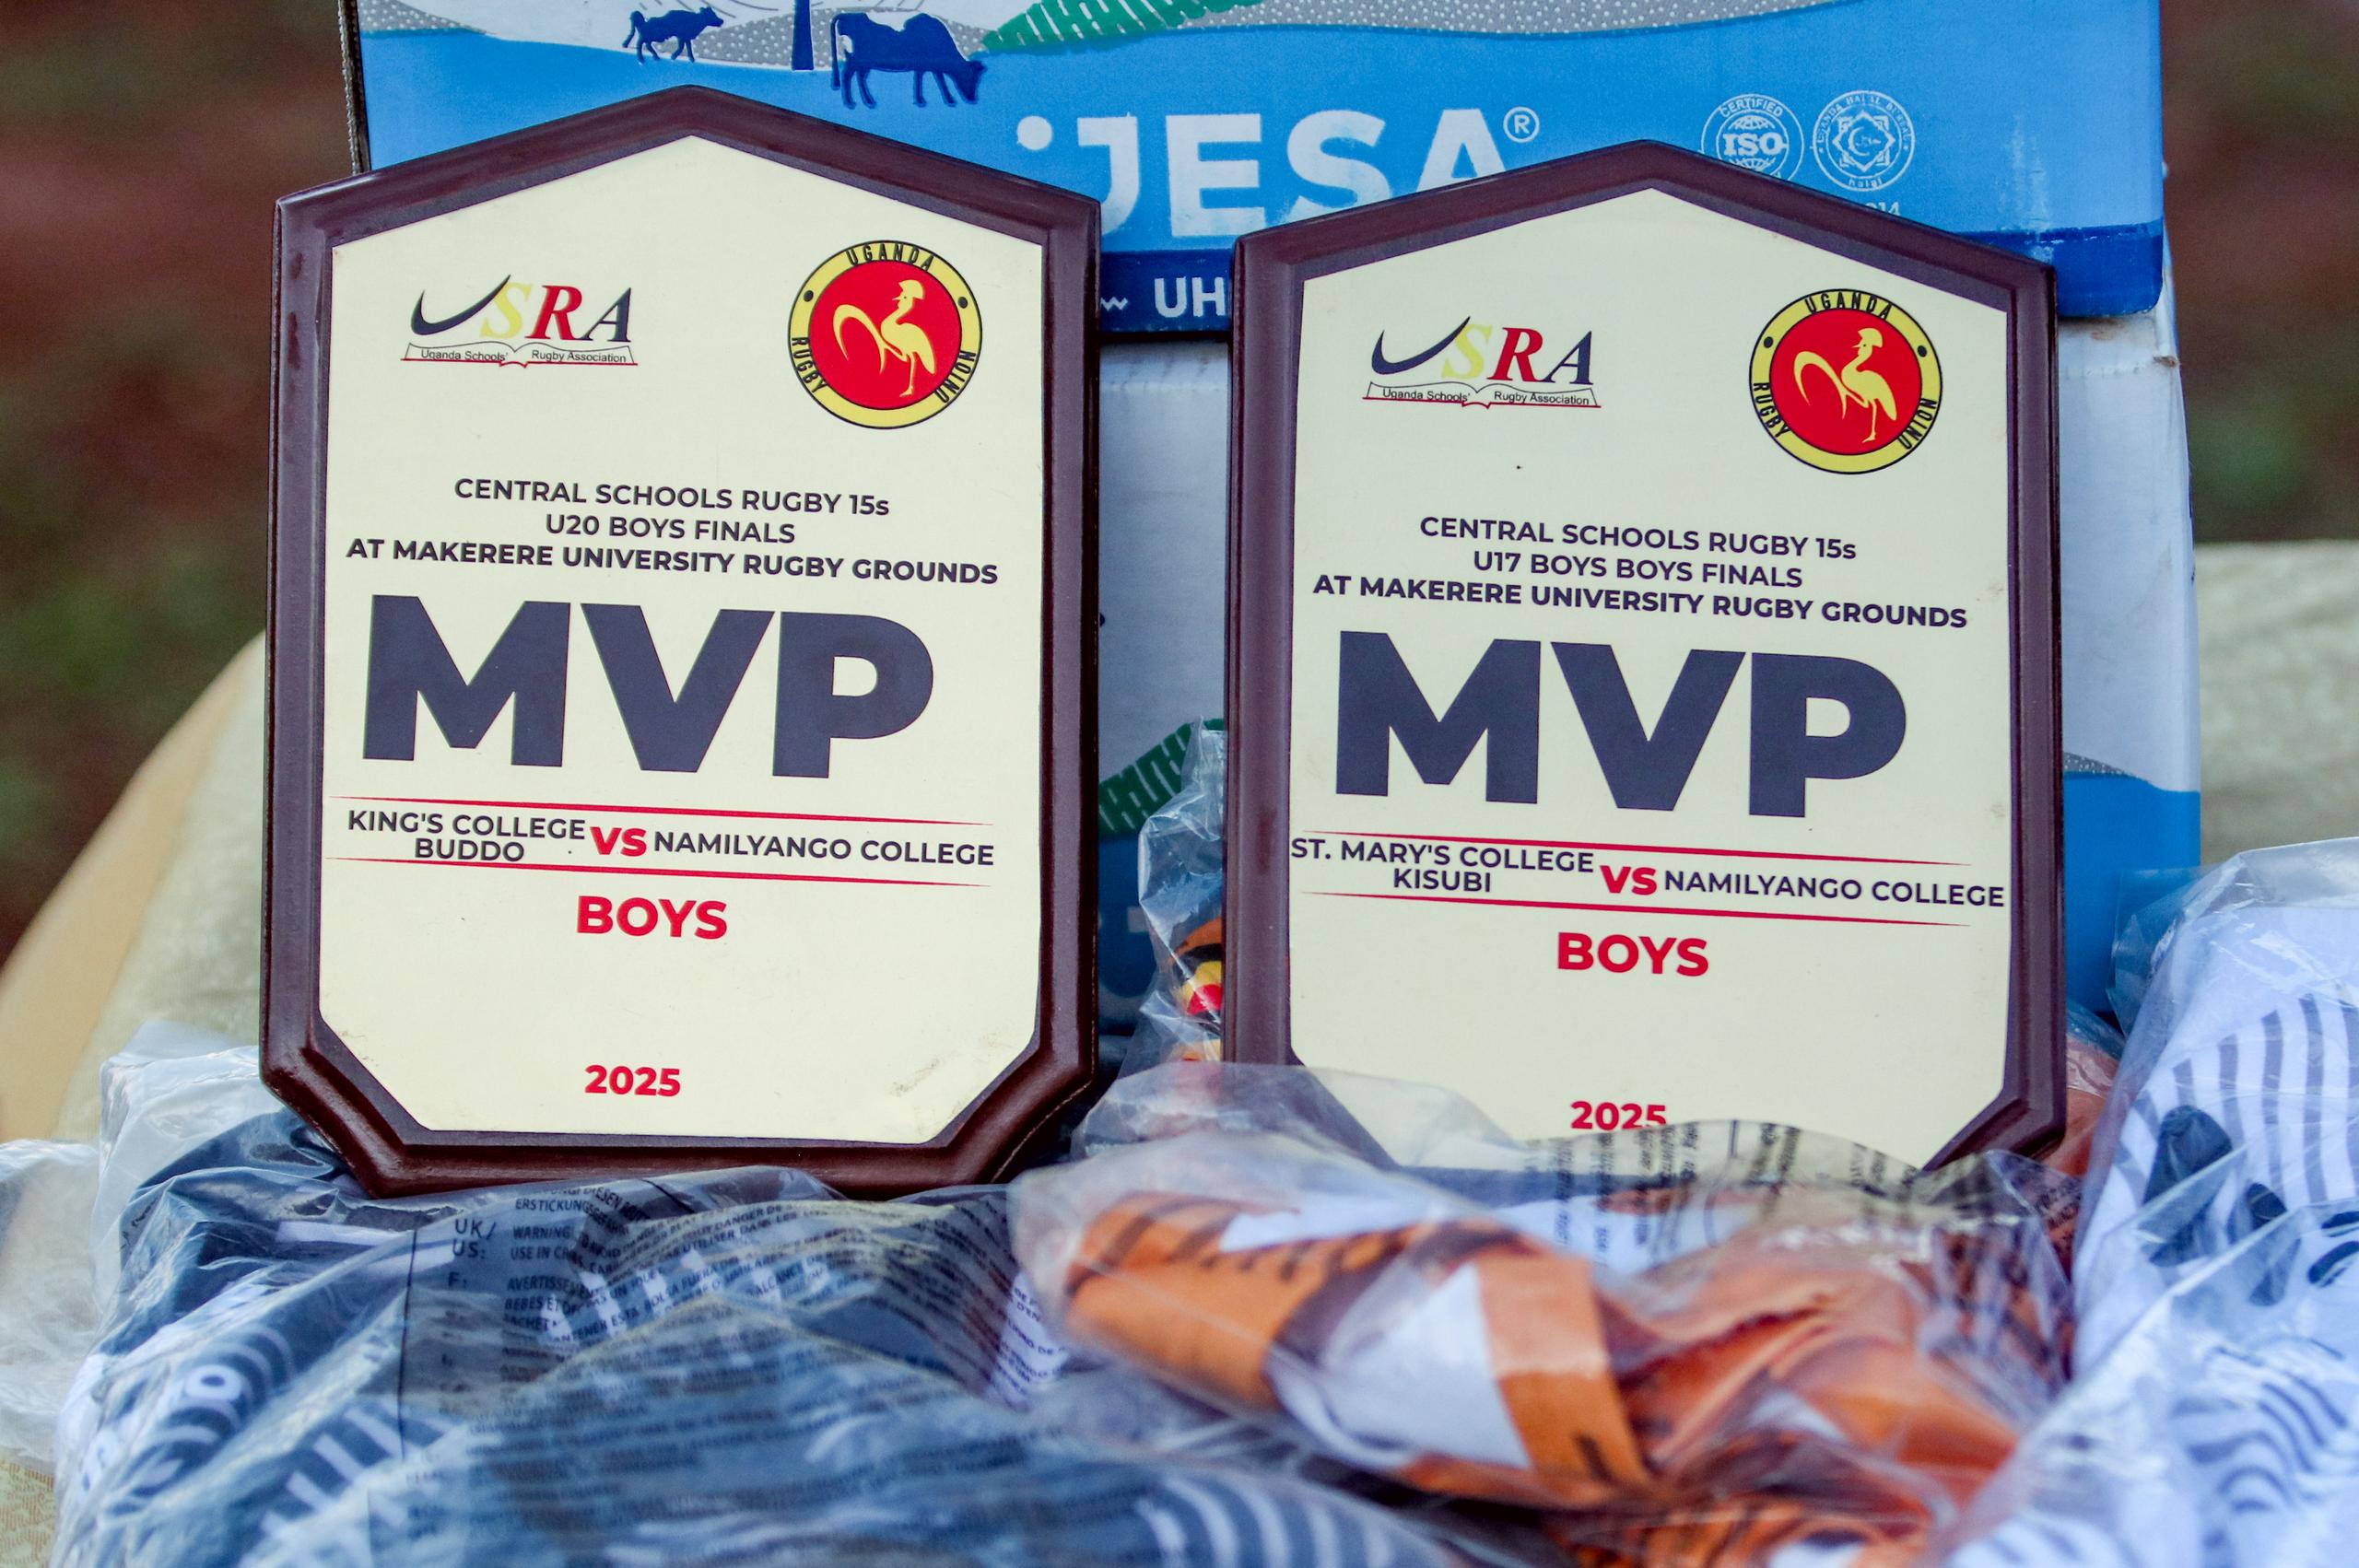 JESA®
CERTIFIED
ISO
UH
USRA
Uganda Schools' Rugby Association
UGANDA
RUGBY UNION
CENTRAL SCHOOLS RUGBY 15s
U20 BOYS FINALS
AT MAKERERE UNIVERSITY RUGBY GROUNDS
MVP
KING'S COLLEGE
BUDDO
VS NAMILYANGO COLLEGE
BOYS
2025
USRA
Uganda Schools' Rugby Association
UGANDA
RUGBY UNION
CENTRAL SCHOOLS RUGBY 15s
U17 BOYS BOYS FINALS
AT MAKERERE UNIVERSITY RUGBY GROUNDS
MVP
ST. MARY'S COLLEGE
KISUBI
VS NAMILYANGO COLLEGE
BOYS
2025
UK/
US:
WARNING
USE IN
F: